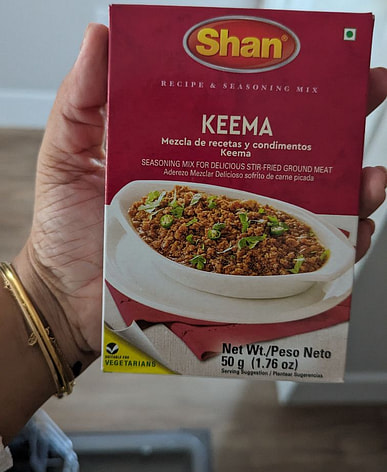 Shan
RECIPE & SEASONING MIX
KEEMA
Mezcla de recetas y condimentos
Keema
SEASONING MIX FOR DELICIOUS STIR-FRIED GROUND MEAT
Aderezo Mezclar Delicioso sofrito de carne picada
SUITABLE FOR
VEGETARIANS
Net Wt./Peso Neto
50 g (1.76 oz)
Serving Suggestion / Plantear Sugerencias